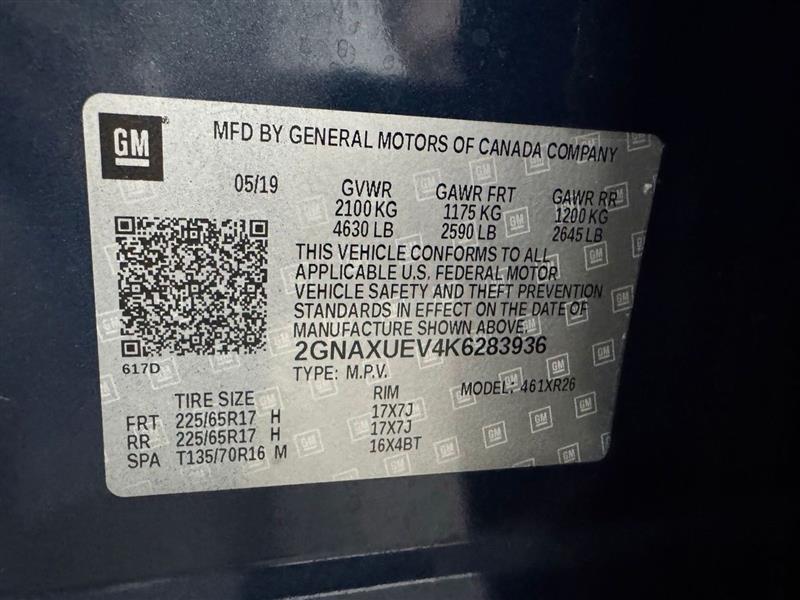 GM
MFD BY GENERAL MOTORS OF CANADA COMPANY
05/19 GVWR GAWR FRT GAWR RR
2100 KG 1175 KG 1200 KG
4630 LB 2590 LB 2645 LB
THIS VEHICLE CONFORMS TO ALL
APPLICABLE U.S. FEDERAL MOTOR
VEHICLE SAFETY AND THEFT PREVENTION
STANDARDS IN EFFECT ON THE DATE OF
MANUFACTURE SHOWN ABOVE.
2GNAXUEV4K6283936
617D TYPE: M.P.V. MODEL: 461XR26
TIRE SIZE RIM
FRT 225/65R17 H 17X7J
RR 225/65R17 H 17X7J
SPA T135/70R16 M 16X4BT